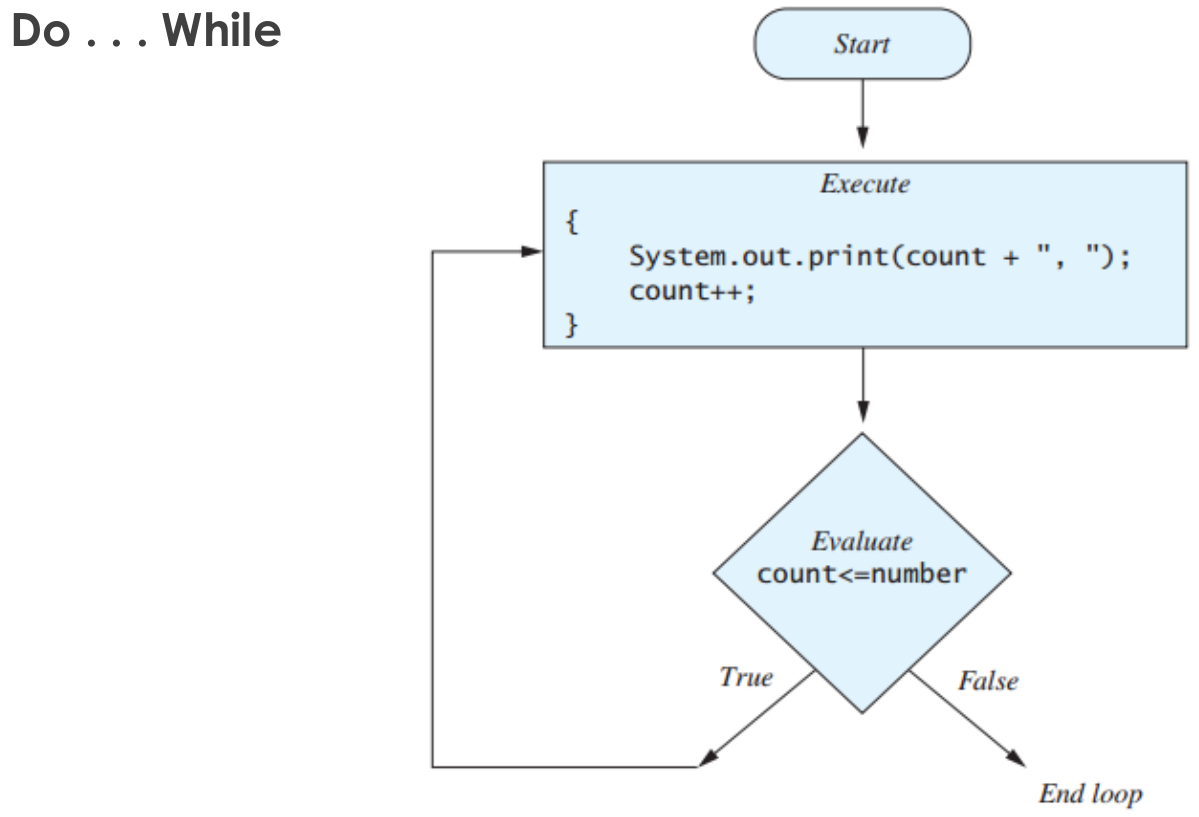 Do . . . While
Start
Execute
{
System.out.print(count + ", ");
count++;
}
Evaluate
count<=number
True
False
End loop